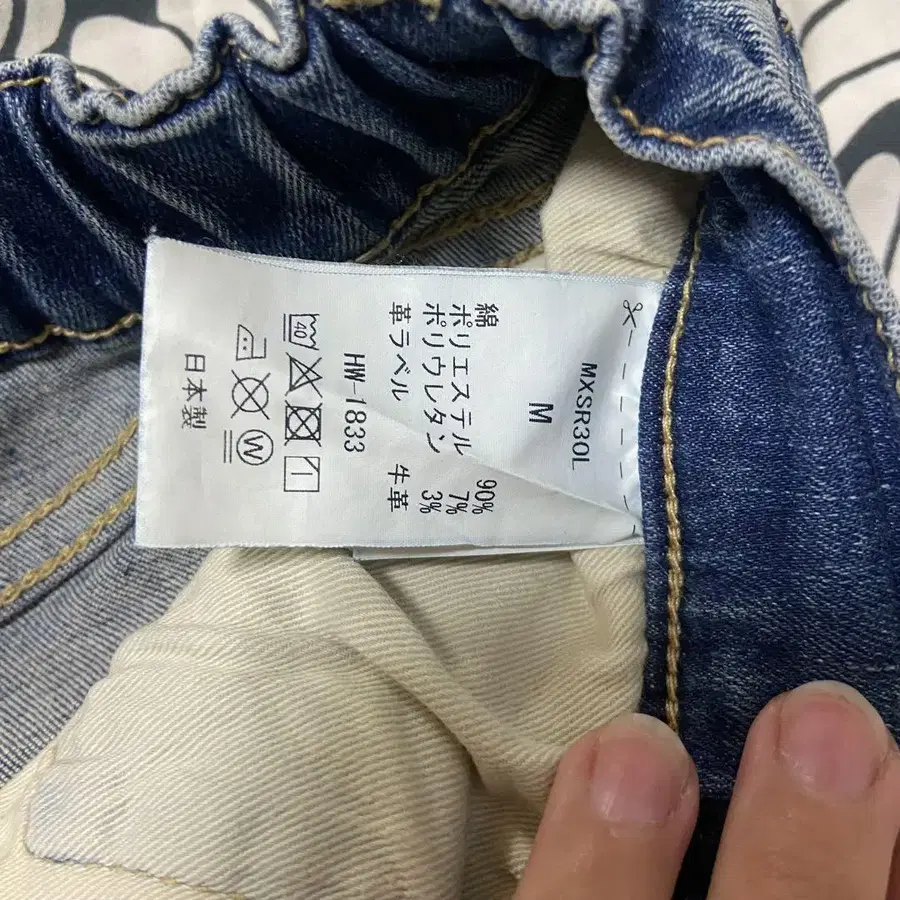 MXSR30L
M
綿 90%
ポリエステル 7%
ポリウレタン 3%
革ラベル 牛革
HW-1833
40
W
日本製